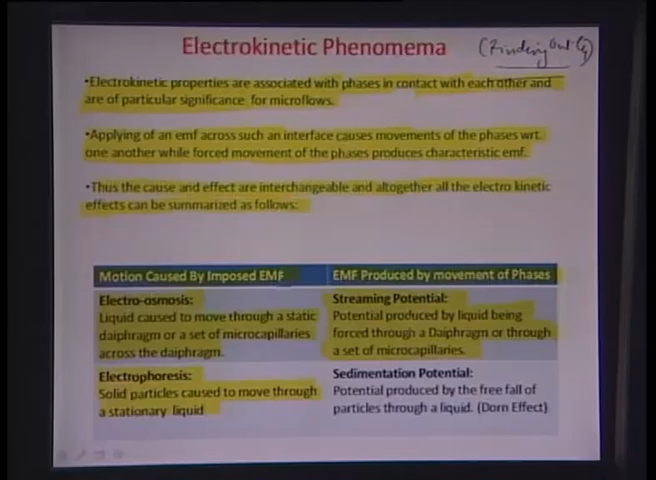 Electrokinetic Phenomema
(Finding out
•Electrokinetic properties are associated with phases in contact with each other and
are of particular significance for microflows.
•Applying of an emf across such an interface causes movements of the phases wrt.
one another while forced movement of the phases produces characteristic emf.
•Thus the cause and effect are interchangeable and altogether all the electro kinetic
effects can be summarized as follows:
Motion Caused By Imposed EMF
EMF Produced by movement of Phases
Electro-osmosis:
Liquid caused to move through a static
daiphragm or a set of microcapillaries
across the daiphragm.
Streaming Potential:
Potential produced by liquid being
forced through a Daiphragm or through
a set of microcapillaries.
Electrophoresis:
Solid particles caused to move through
a stationary liquid
Sedimentation Potential:
Potential produced by the free fall of
particles through a liquid. (Dorn Effect)